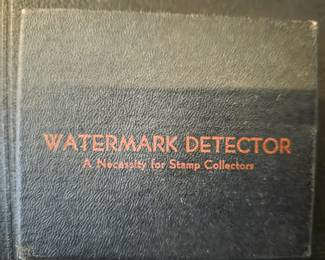 WATERMARK DETECTOR
A Necessity for Stamp Collectors